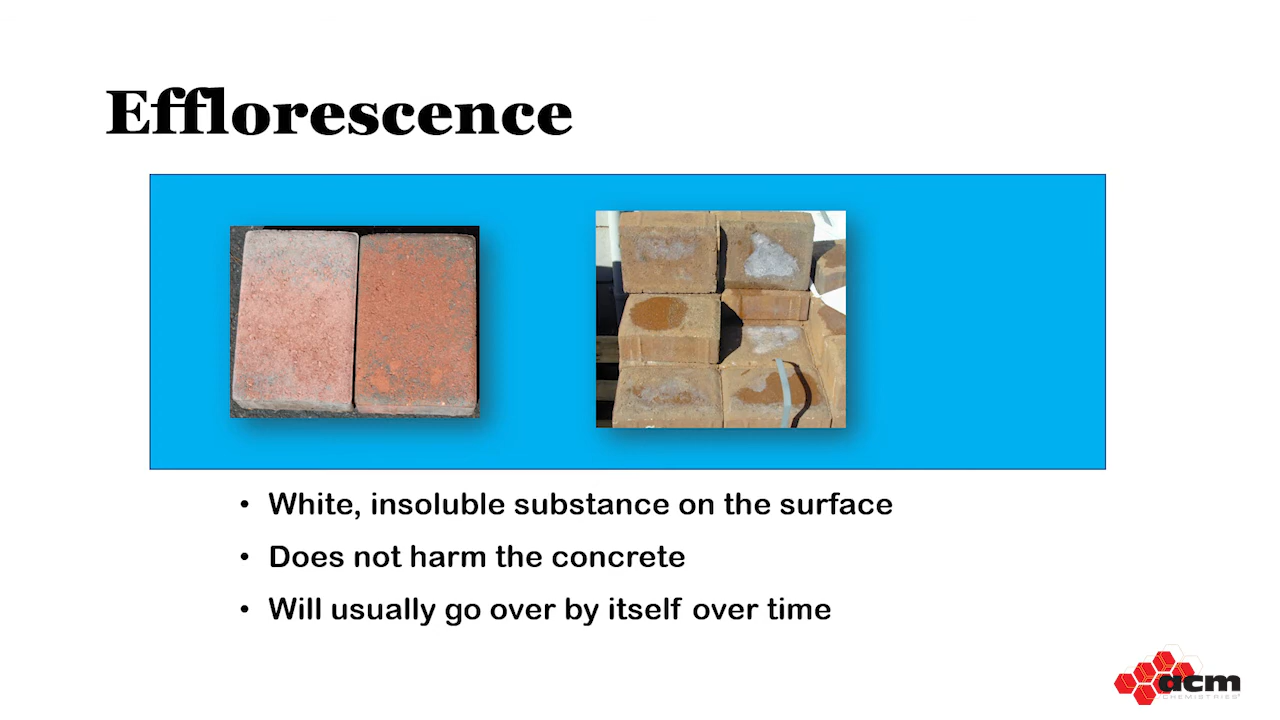 Efflorescence
• White, insoluble substance on the surface
• Does not harm the concrete
• Will usually go over by itself over time
acm
CHEMISTRIES